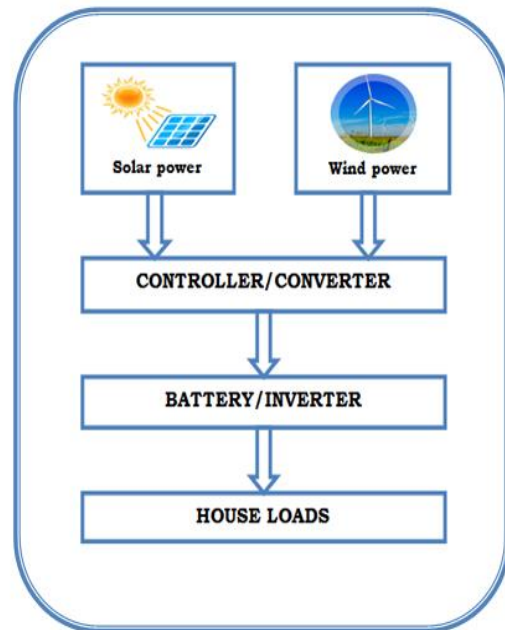 Solar power
Wind power
CONTROLLER/CONVERTER
BATTERY/INVERTER
HOUSE LOADS